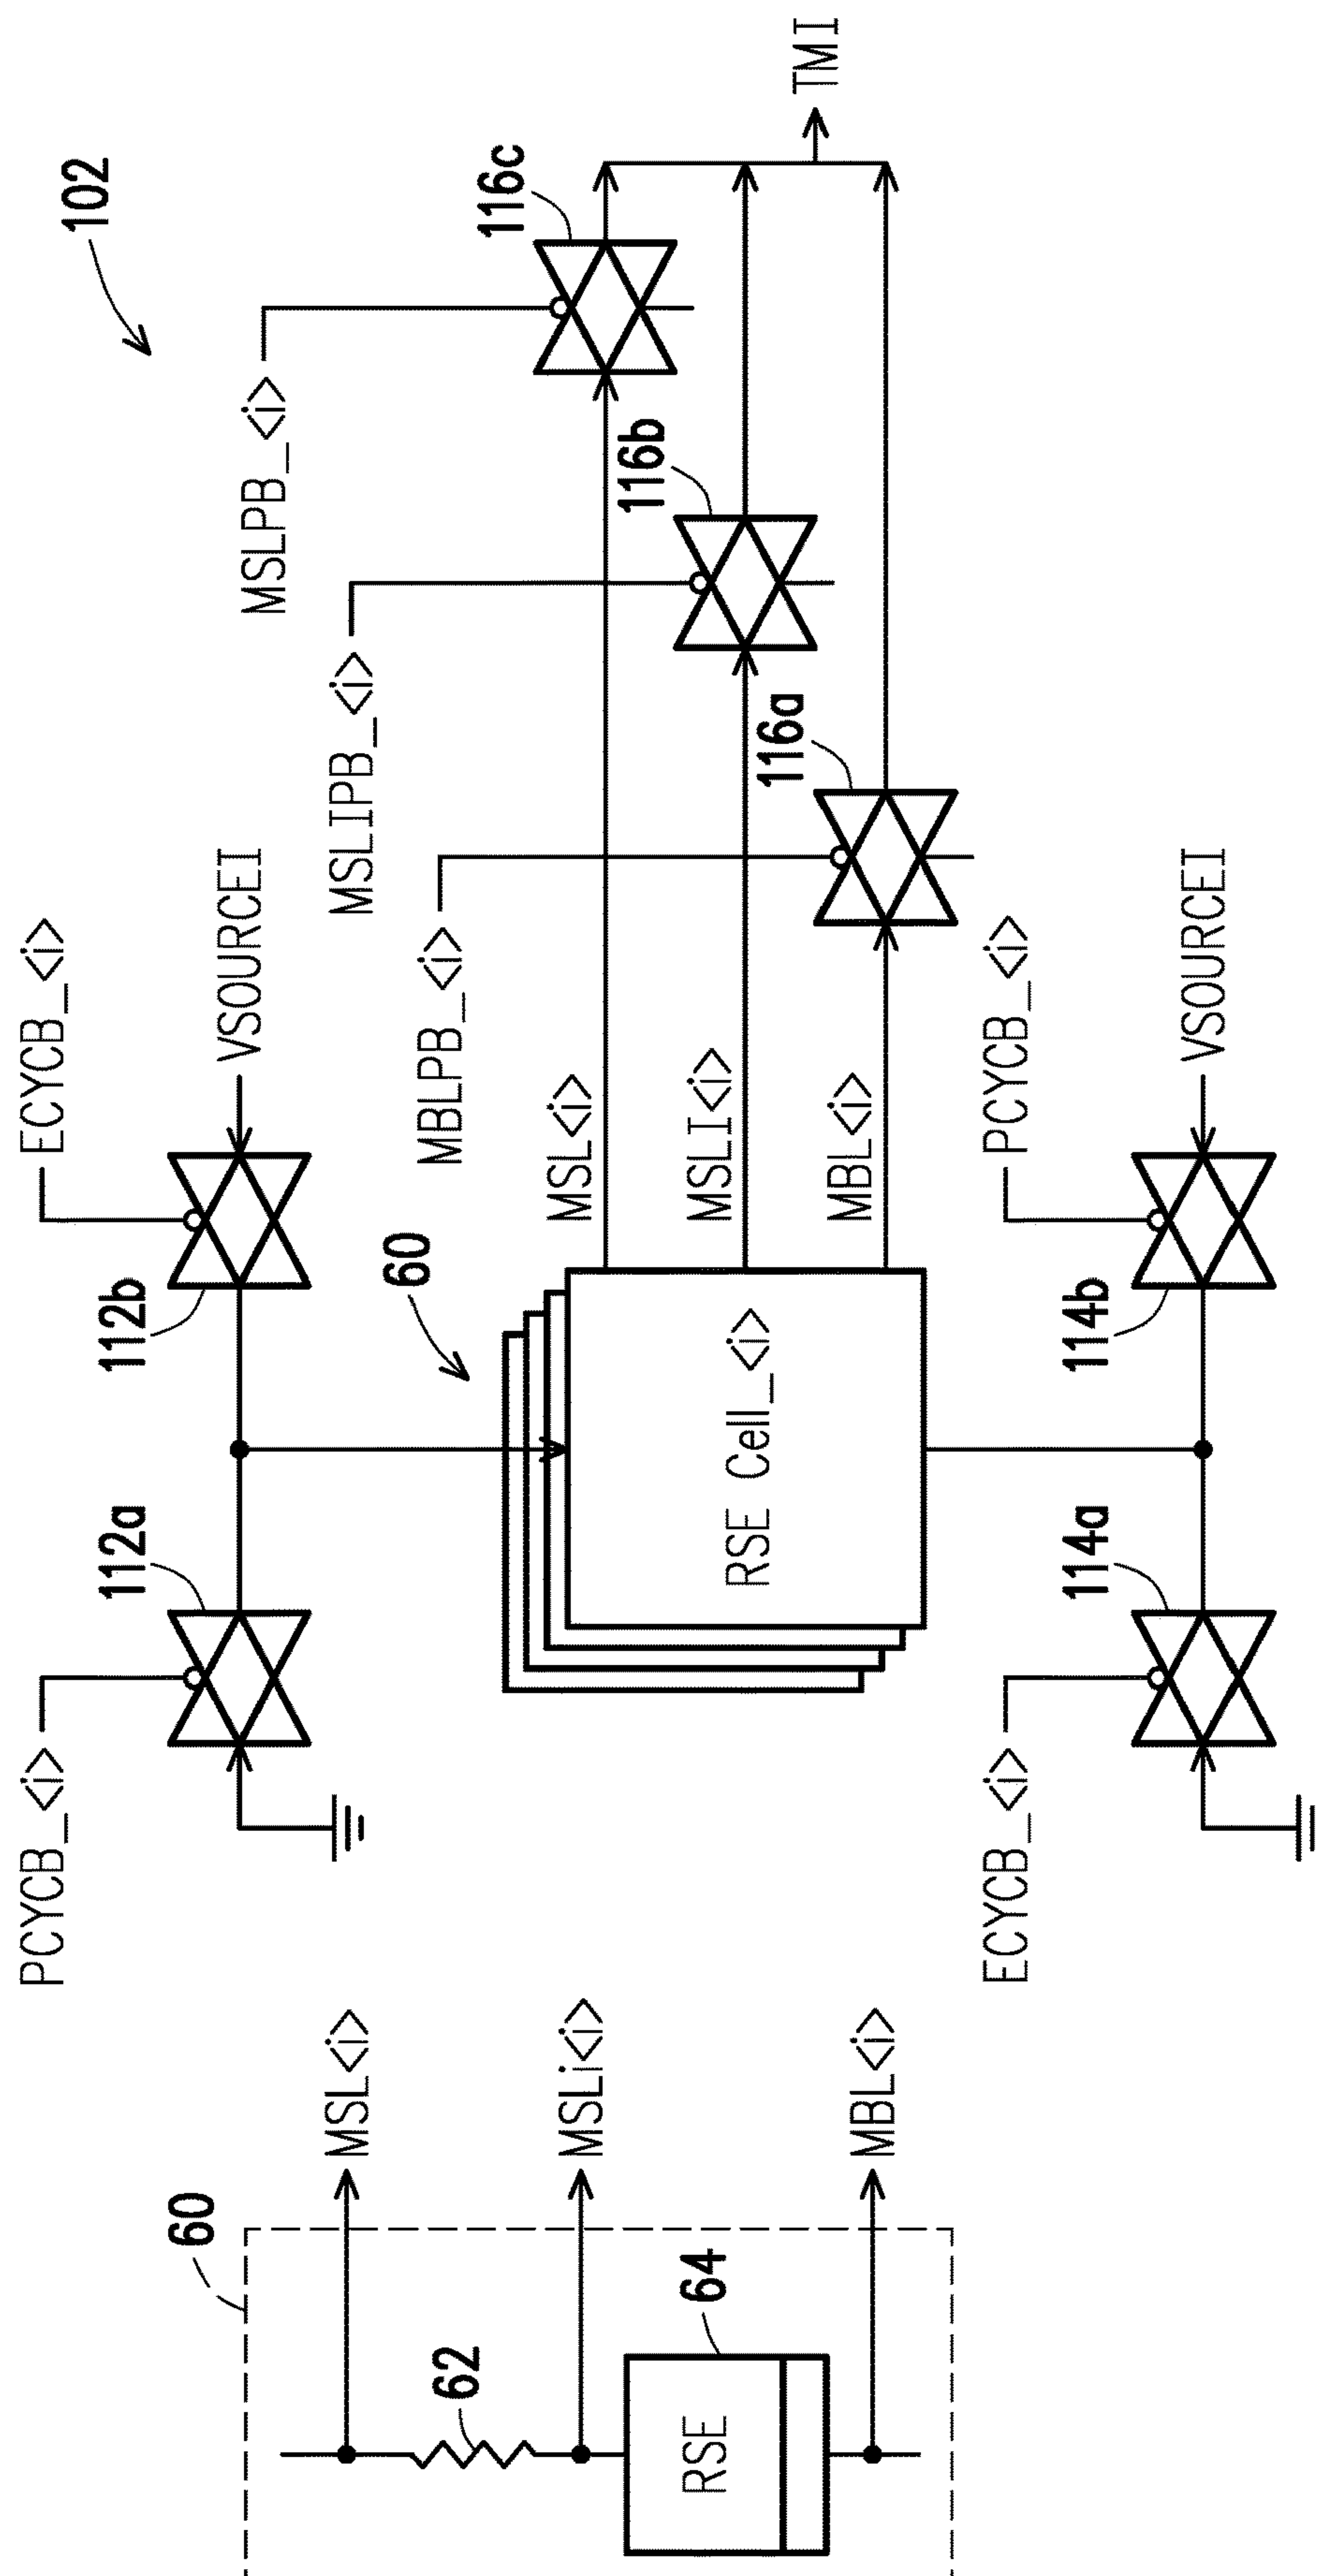 102
PCYCB_<i>
ECYCB_<i>
112a
112b
VSOURCEI
60
RSE Cell_<i>
MSL<i>
MSLI<i>
MBL<i>
MSLPB_<i>
MSLIPB_<i>
MBLPB_<i>
116c
116b
116a
TMI
ECYCB_<i>
PCYCB_<i>
114a
114b
VSOURCEI
60
62
RSE
64
MSL<i>
MSLi<i>
MBL<i>